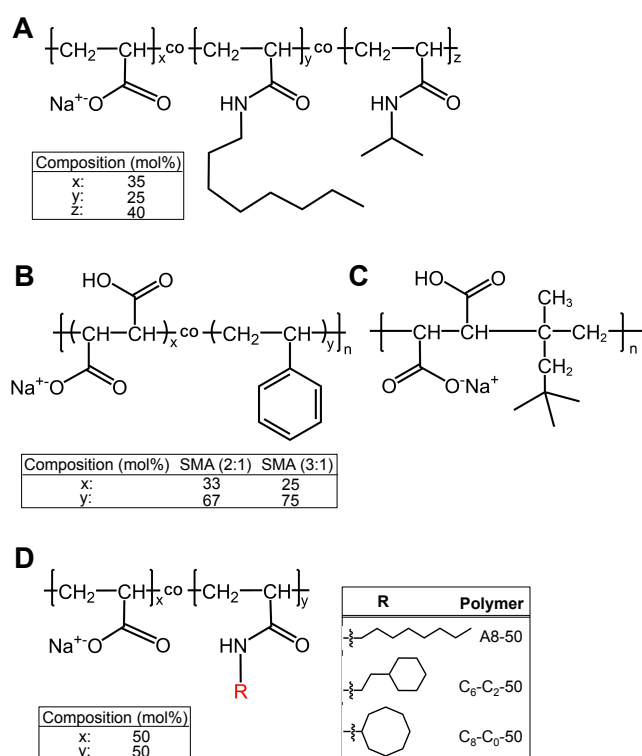 A
[CH₂ CH]x co [CH₂ CH]y co [CH₂ CH]z
Na⁺⁻O O HN O HN O
Composition (mol%)
x: 35
y: 25
z: 40
B C
HO O HO O
CH₃
[(CH CH)x co (CH₂ CH)y]n [CH CH CH₂]n
CH₂
Na⁺⁻O O O O⁻Na⁺
Composition (mol%) SMA (2:1) SMA (3:1)
x: 33 25
y: 67 75
D
[CH₂ CH]x co [CH₂ CH]y
Na⁺⁻O O HN O
R
Composition (mol%)
x: 50
y: 50
R Polymer
A8-50
C₆-C₂-50
C₈-C₀-50